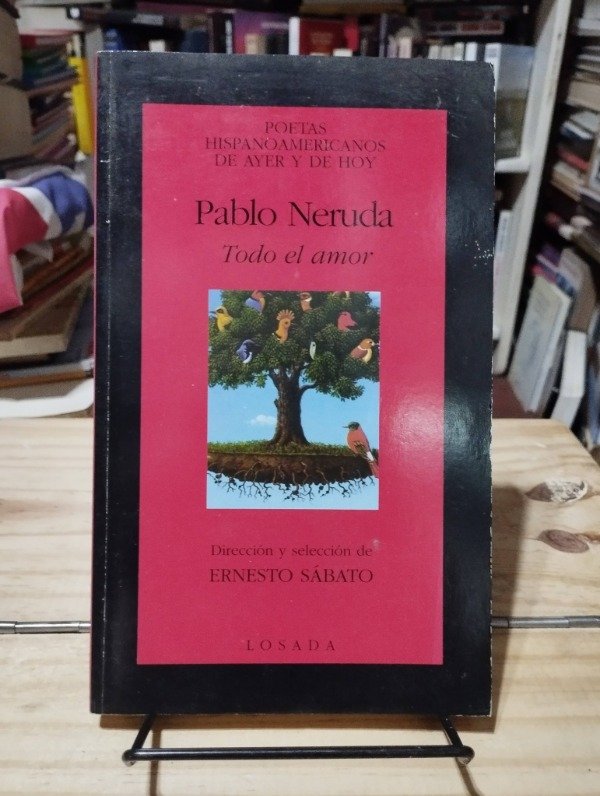 POETAS
HISPANOAMERICANOS
DE AYER Y DE HOY
Pablo Neruda
Todo el amor
Dirección y selección de
ERNESTO SÁBATO
LOSADA